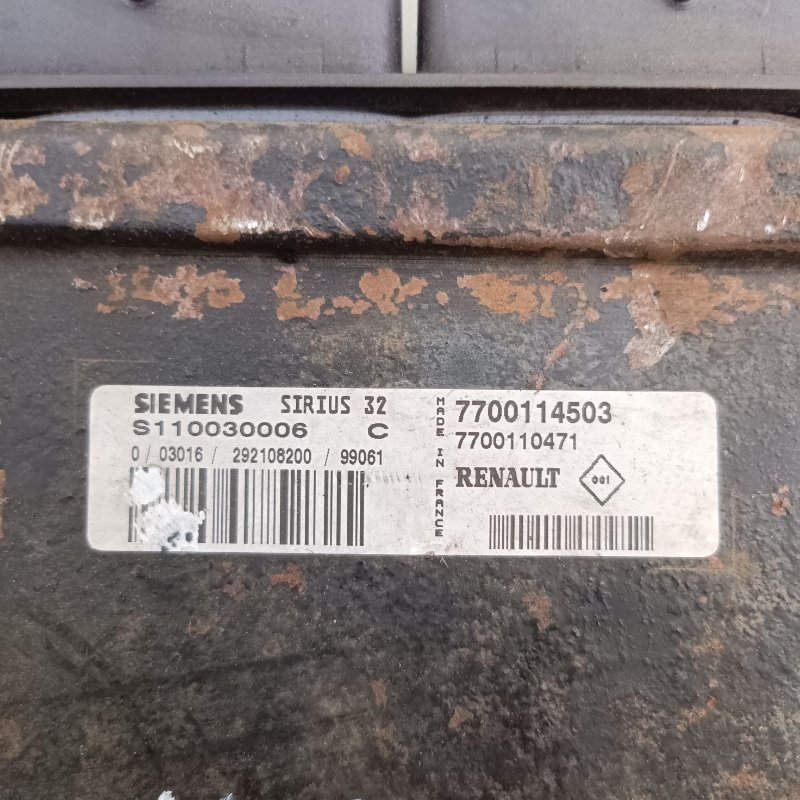 SIEMENS SIRIUS 32
S110030006 C
0 / 03016 / 292108200 / 99061
MADE IN FRANCE
7700114503
7700110471
RENAULT 001